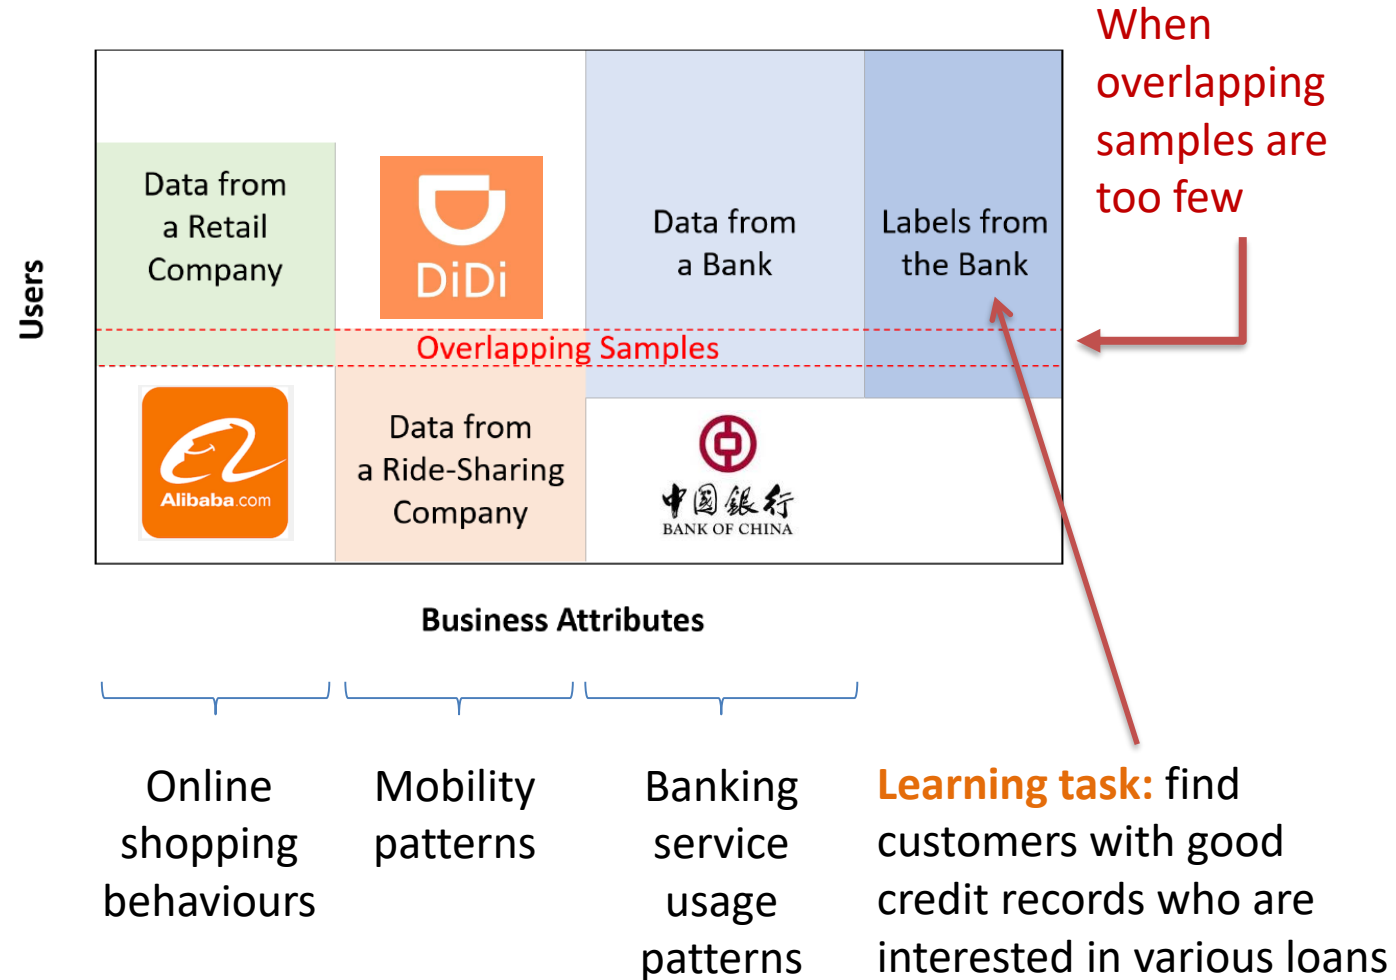 When
overlapping
samples are
too few
Users
Data from
a Retail
Company
DiDi
Data from
a Bank
Labels from
the Bank
Overlapping Samples
Alibaba.com
Data from
a Ride-Sharing
Company
中國銀行
BANK OF CHINA
Business Attributes
Online
shopping
behaviours
Mobility
patterns
Banking
service
usage
patterns
Learning task: find
customers with good
credit records who are
interested in various loans